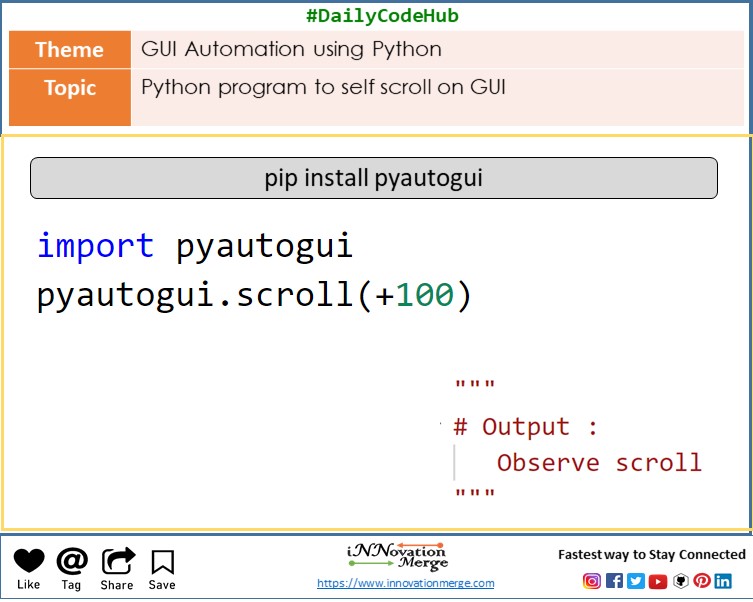 #DailyCodeHub
Theme GUI Automation using Python
Topic Python program to self scroll on GUI
pip install pyautogui
import pyautogui
pyautogui.scroll(+100)
"""
# Output :
Observe scroll
"""
Like Tag Share Save
iNNovation
Merge
https://www.innovationmerge.com
Fastest way to Stay Connected